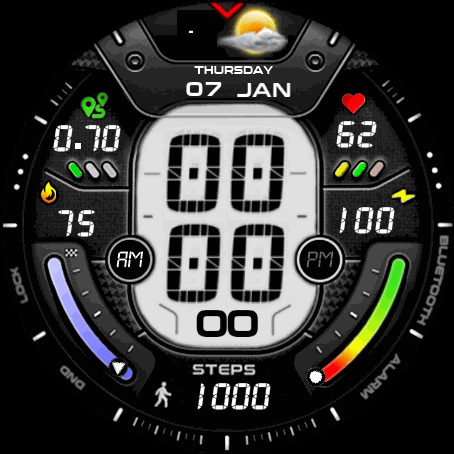 THURSDAY
07 JAN
0.70
62
00
75
100
AM
PM
00
00
LOCK
BLUETOOTH
DND
ALARM
STEPS
1000